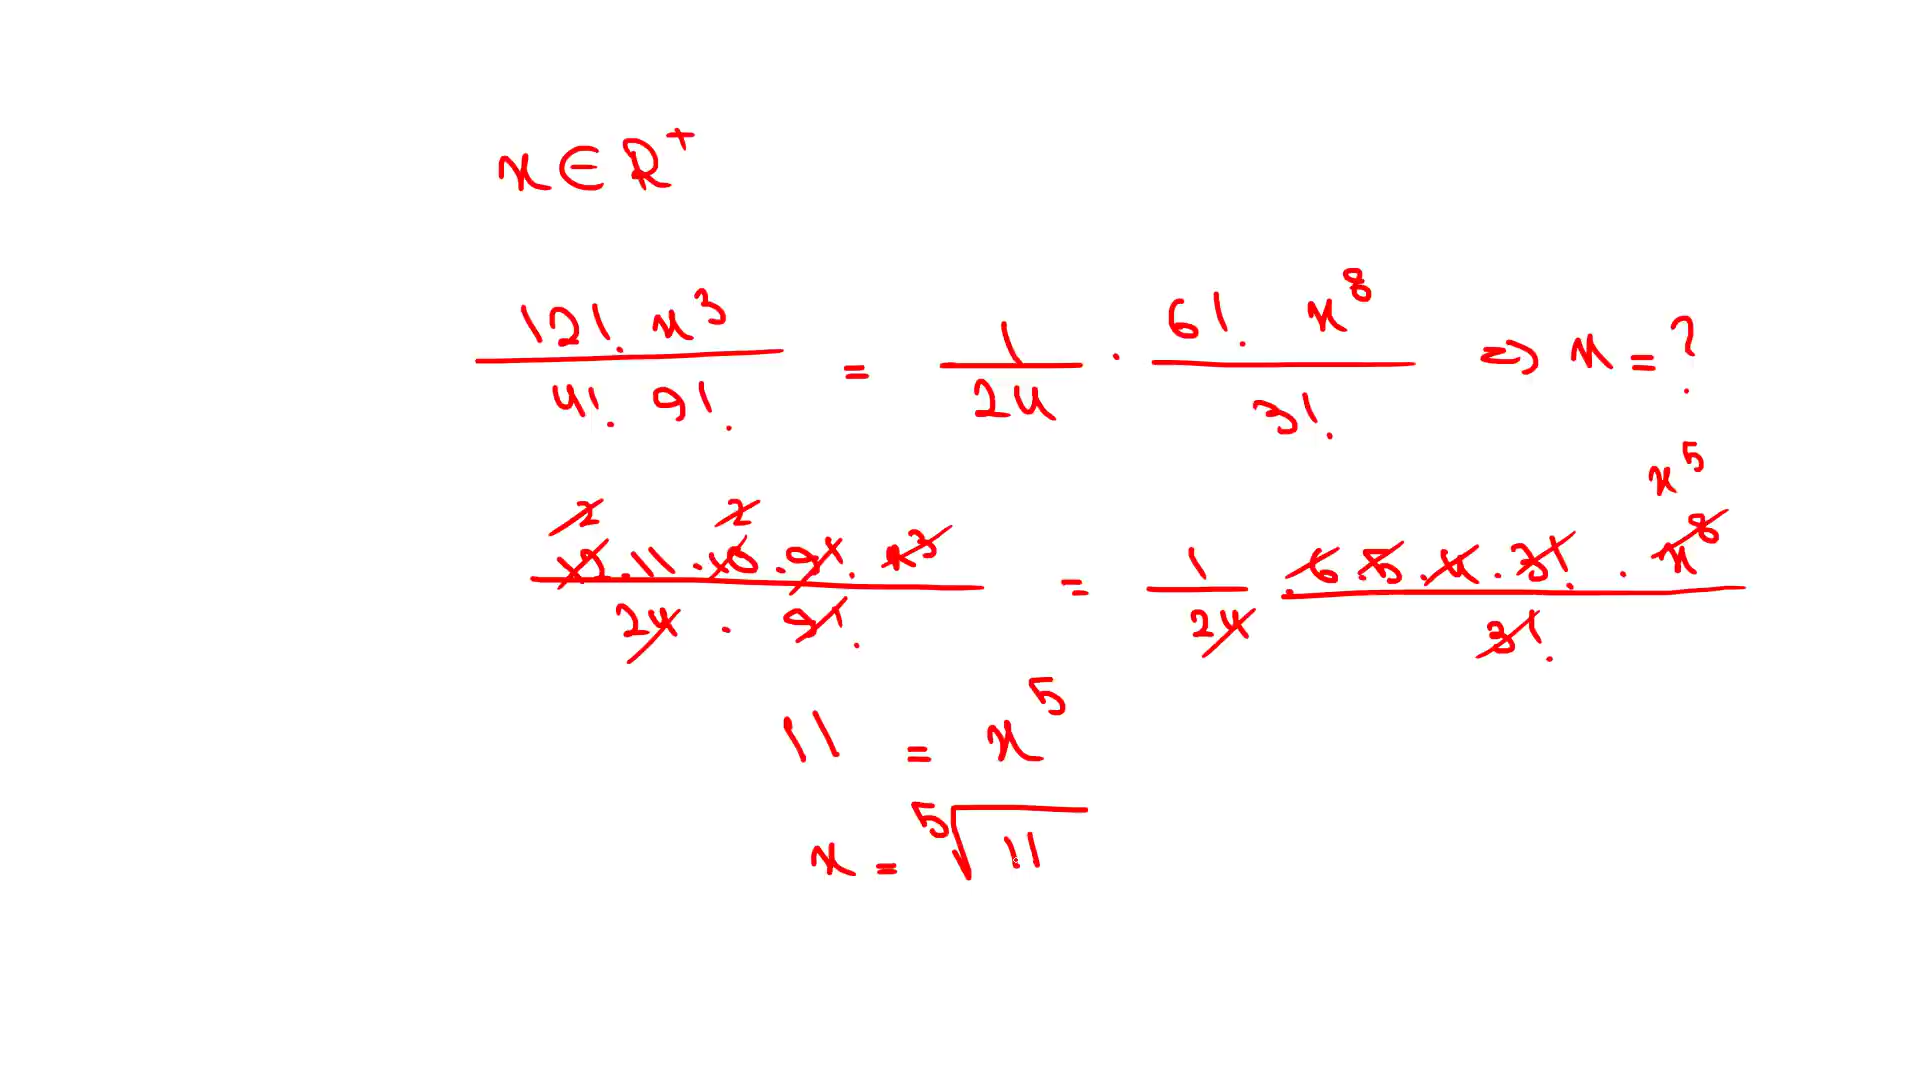 x ∈ R⁺
12! · x³ / 4! · 9! = 1/24 · 6! · x⁸ / 3! ⇒ x = ?
x⁵
2 2
12 · 11 · 10 · 9! · x³ / 24 · 9! = 1/24 · 6 · 5 · 4 · 3! · x⁸ / 3!
11 = x⁵
x = ⁵√11